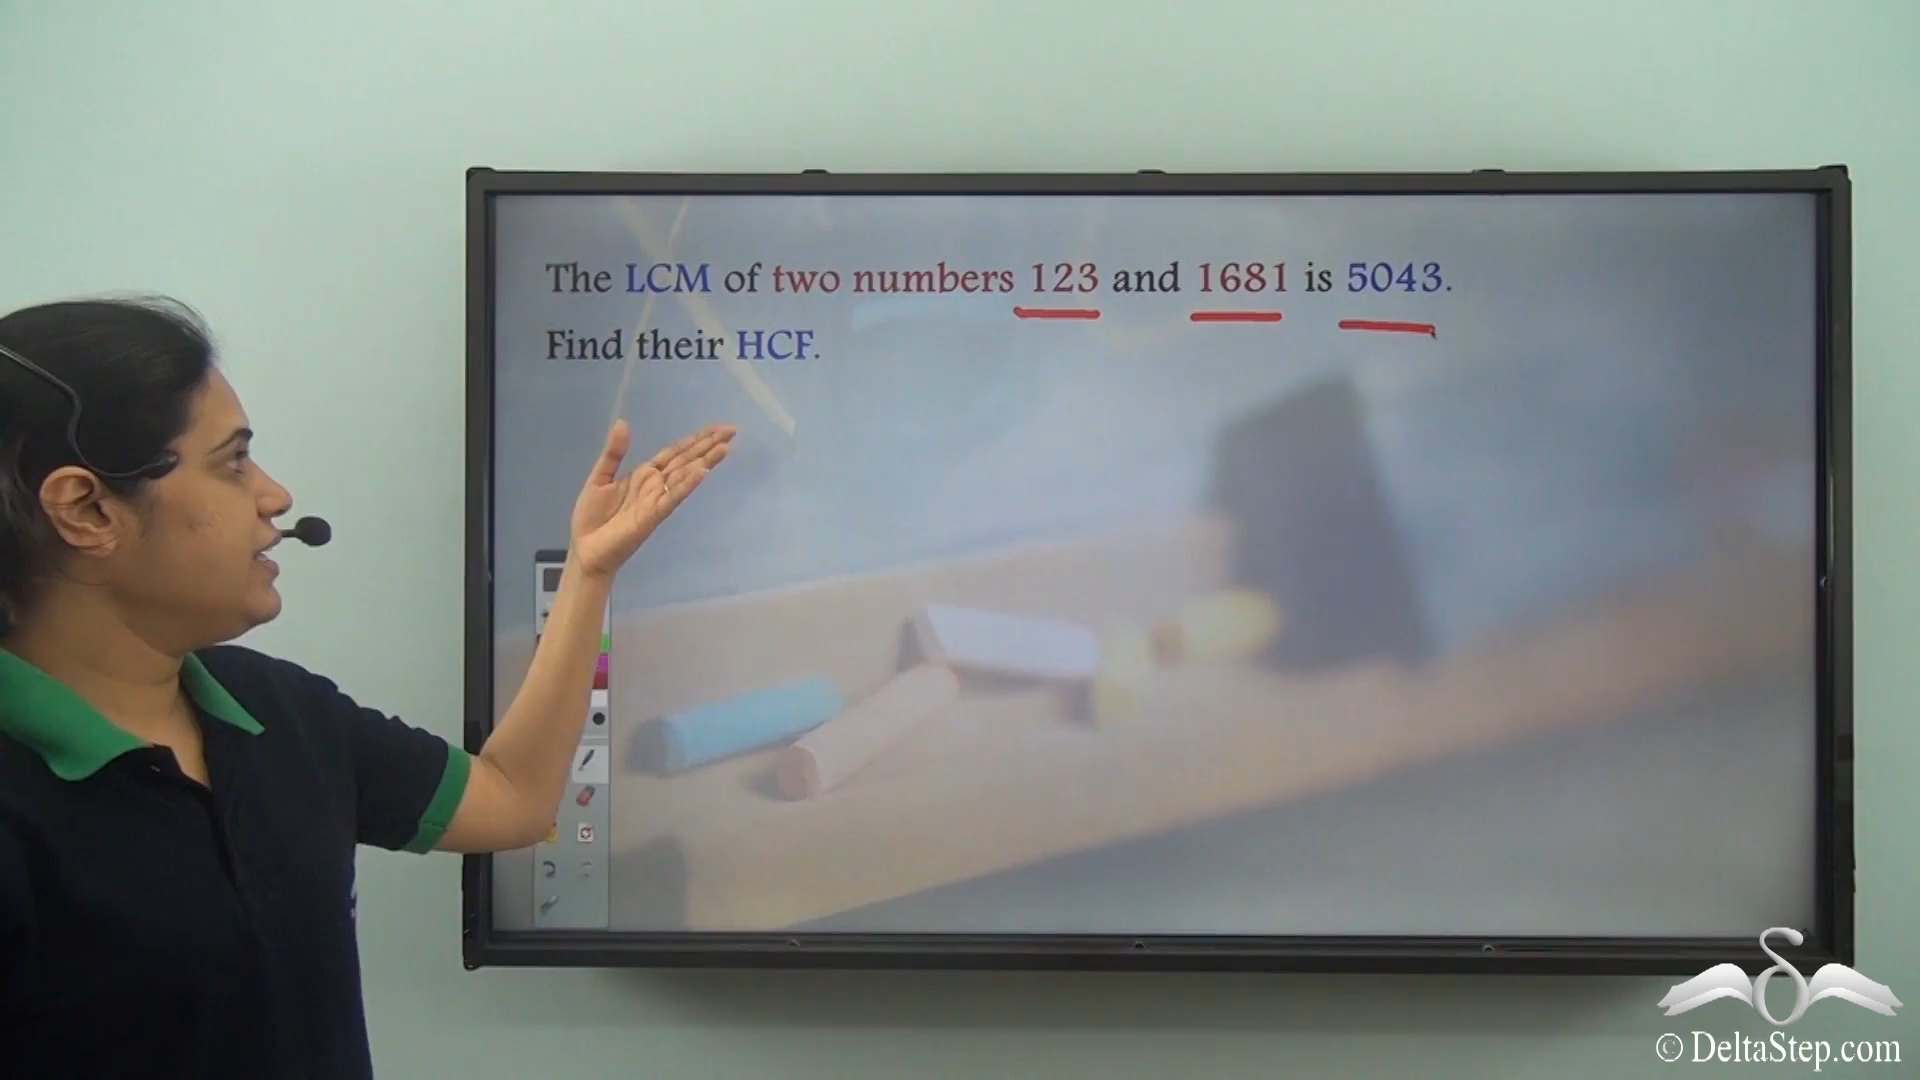 The LCM of two numbers 123 and 1681 is 5043.
Find their HCF.
© DeltaStep.com